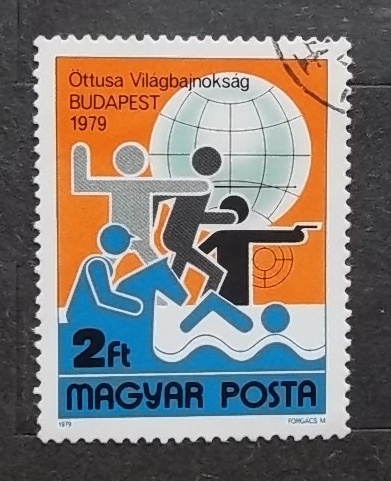 Öttusa Világbajnokság
BUDAPEST
1979
2Ft
MAGYAR POSTA
1979 FORGÁCS M